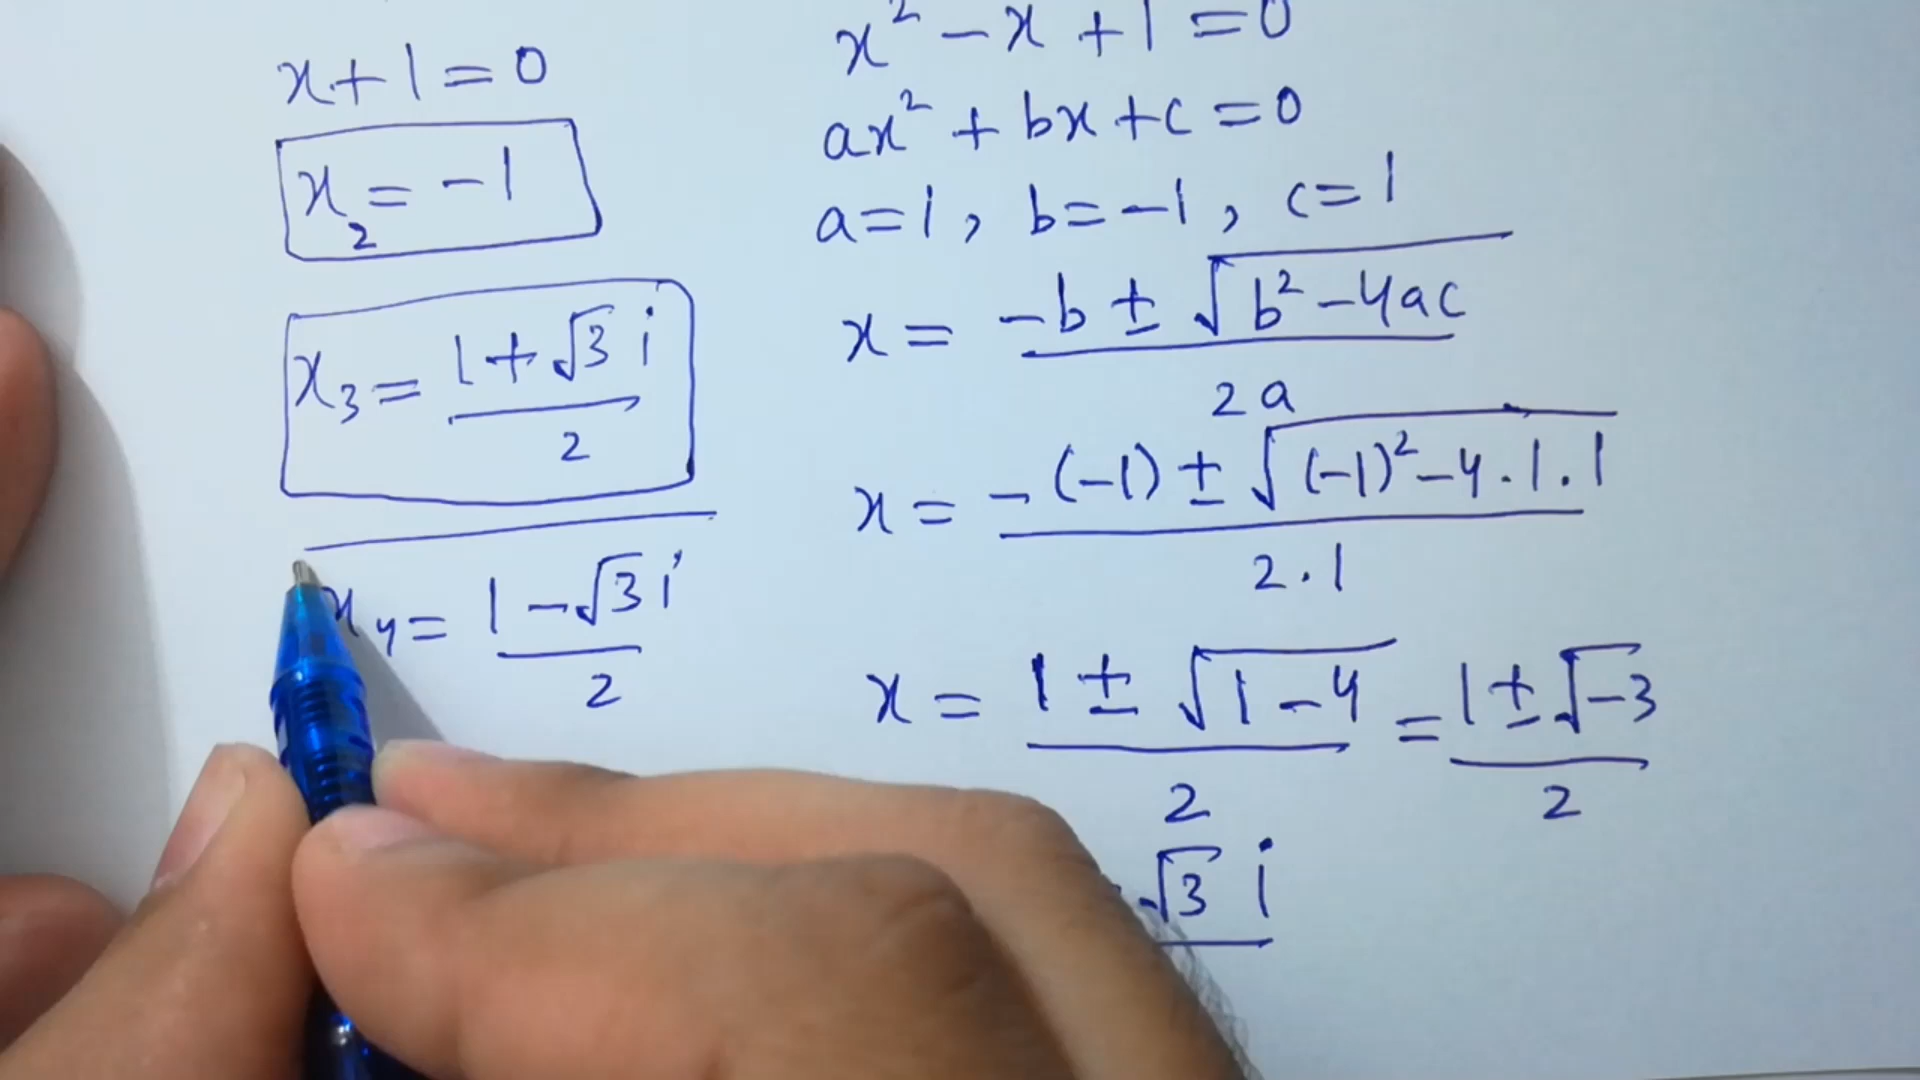 x+1=0
x₂=-1
x₃= (1+√3 i)/2
x₄= (1-√3 i)/2
x²-x+1=0
ax²+bx+c=0
a=1, b=-1, c=1
x= (-b±√(b²-4ac))/2a
x= (-(-1)±√((-1)²-4·1·1))/2·1
x= (1±√(1-4))/2 = (1±√-3)/2
√3 i